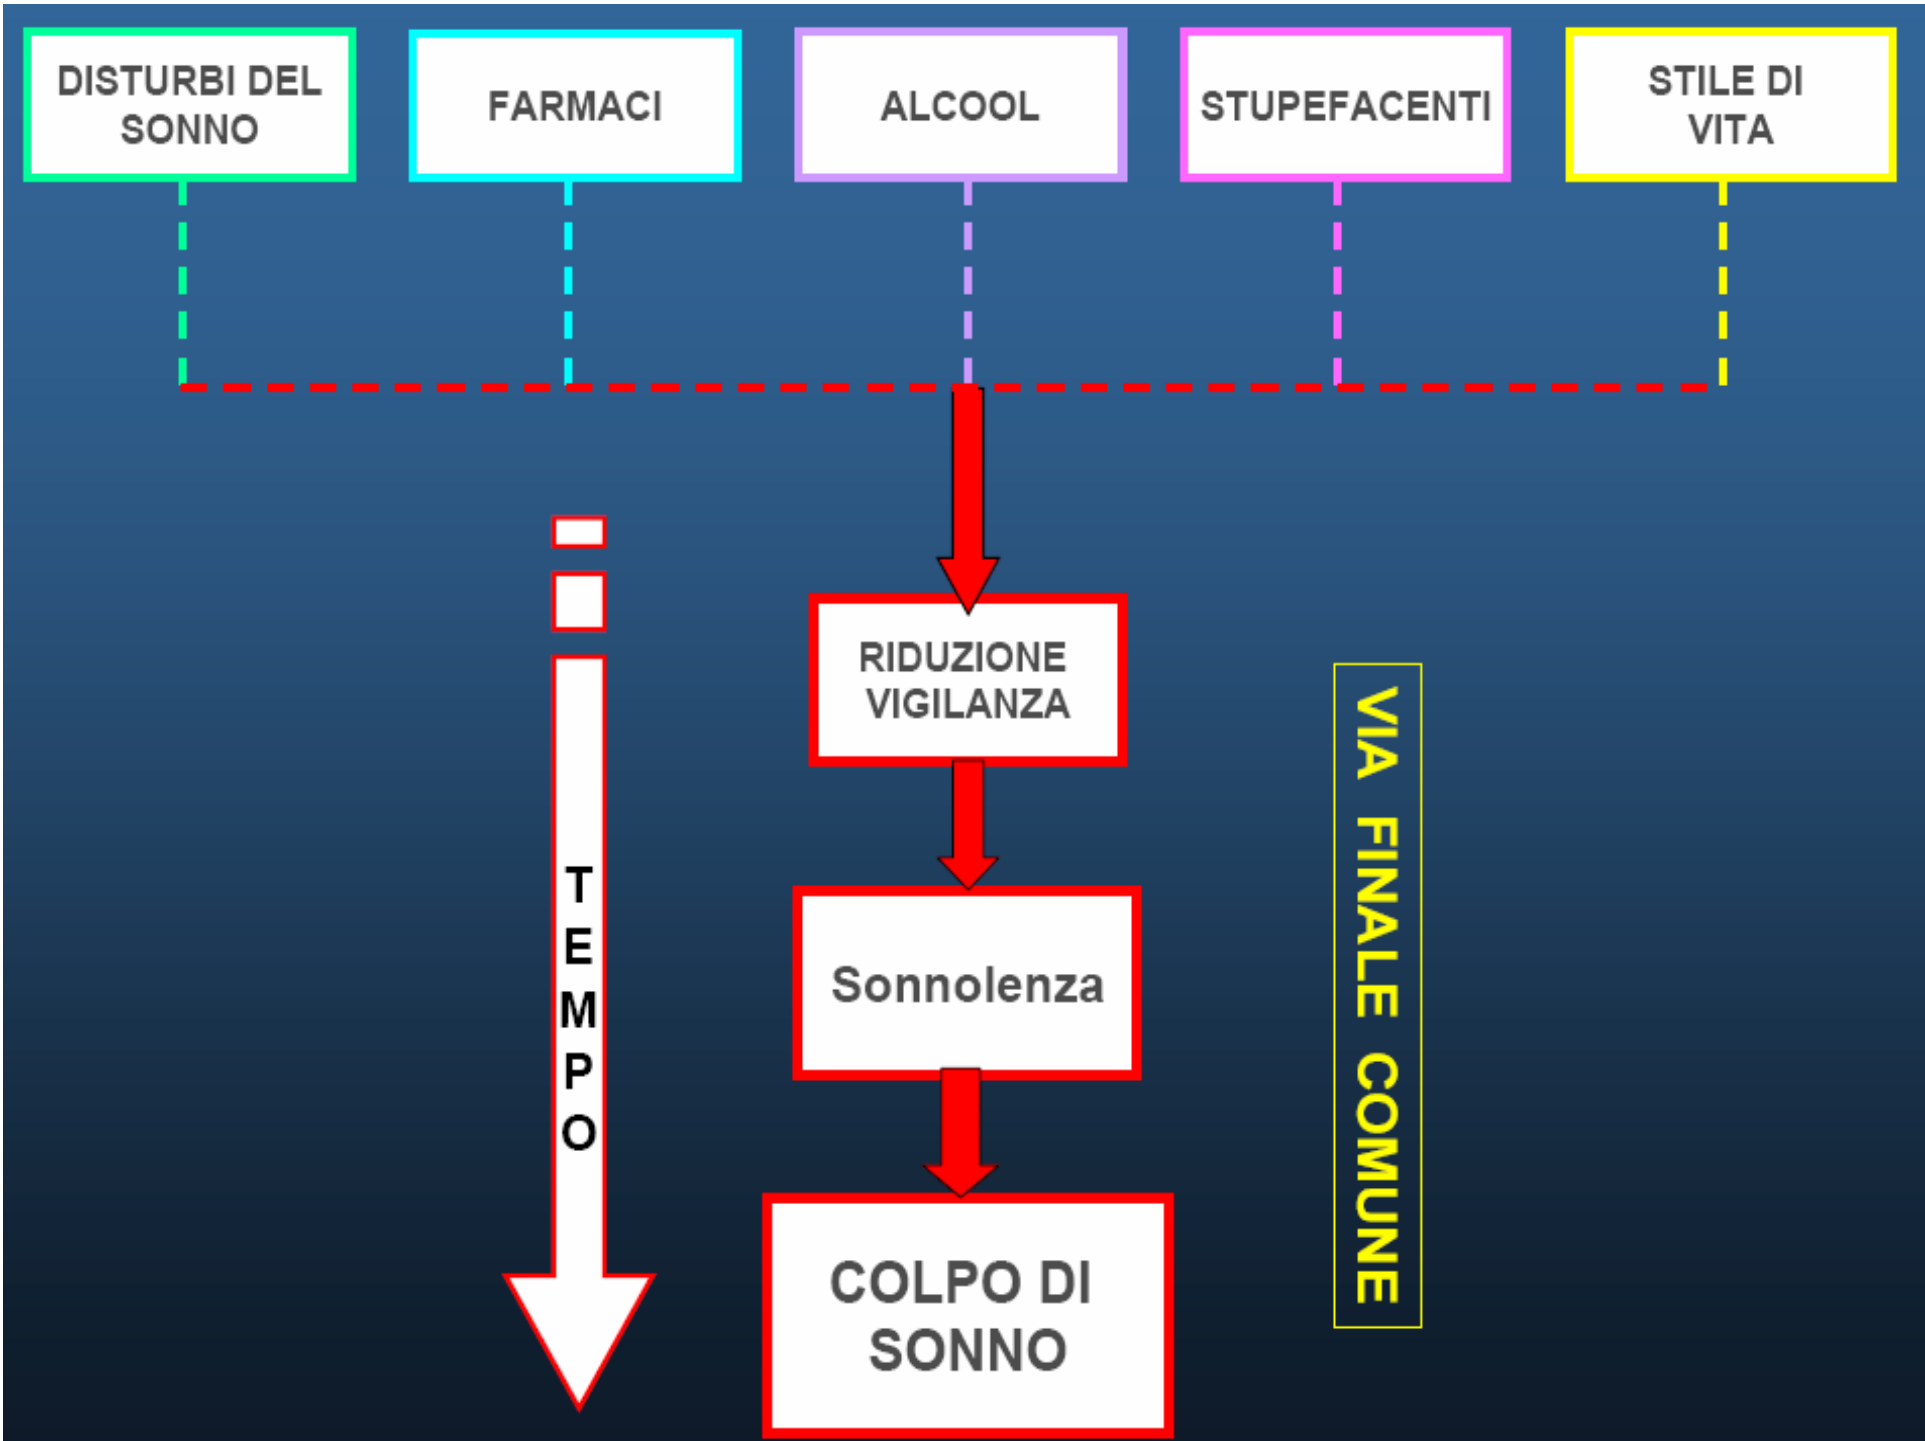 DISTURBI DEL
SONNO
FARMACI
ALCOOL
STUPEFACENTI
STILE DI
VITA
RIDUZIONE
VIGILANZA
Sonnolenza
COLPO DI
SONNO
TEMPO
VIA FINALE COMUNE